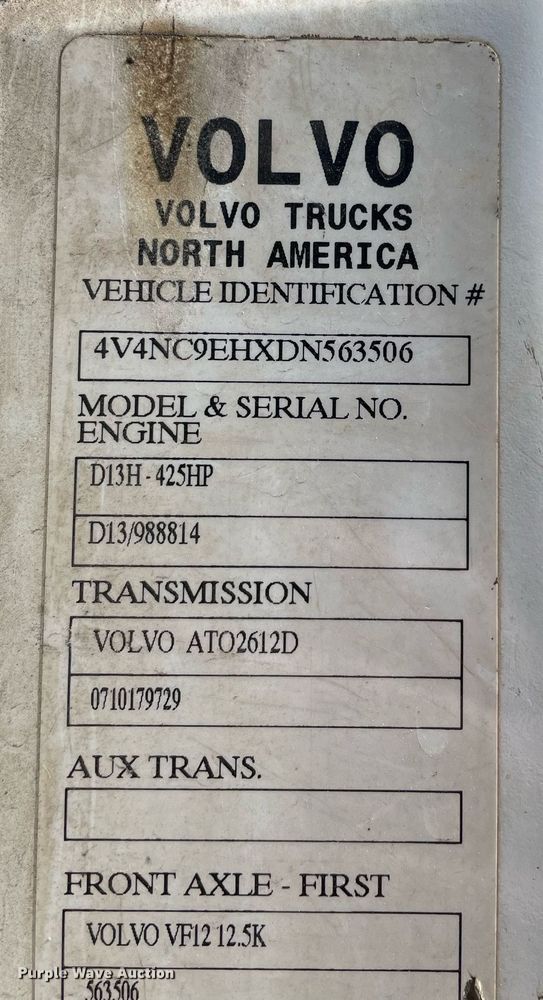 VOLVO
VOLVO TRUCKS
NORTH AMERICA
VEHICLE IDENTIFICATION #
4V4NC9EHXDN563506
MODEL & SERIAL NO.
ENGINE
D13H - 425HP
D13/988814
TRANSMISSION
VOLVO ATO2612D
0710179729
AUX TRANS.
FRONT AXLE - FIRST
VOLVO VF12 12.5K
563506
Purple Wave Auction